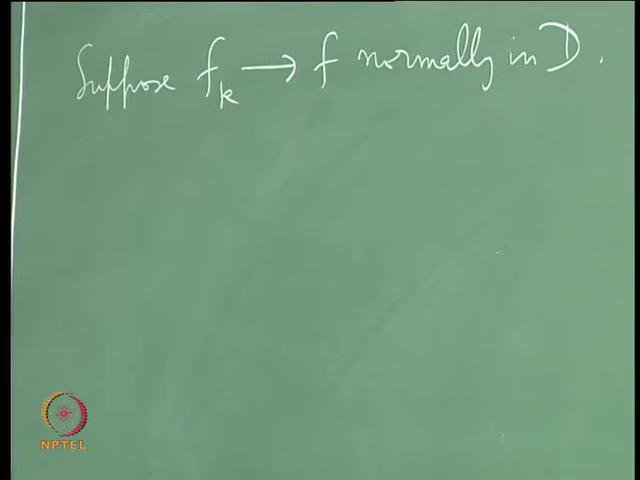 Suppose f_k → f normally in D.
NPTEL